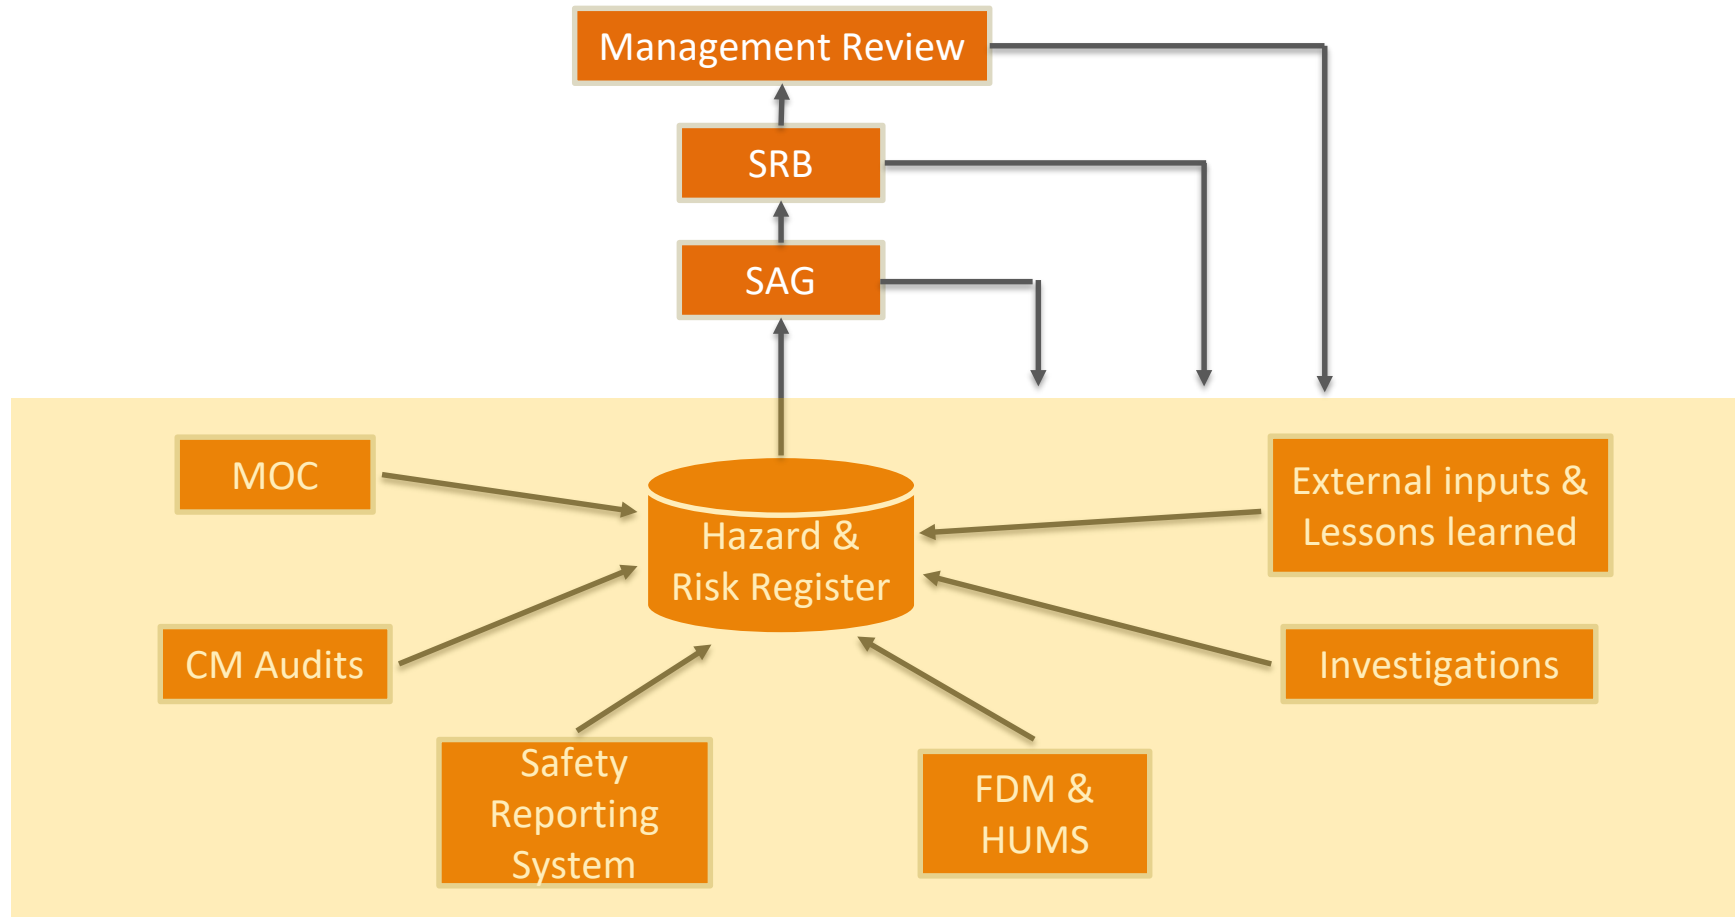 Management Review
SRB
SAG
MOC
Hazard &
Risk Register
External inputs &
Lessons learned
CM Audits
Investigations
Safety
Reporting
System
FDM &
HUMS